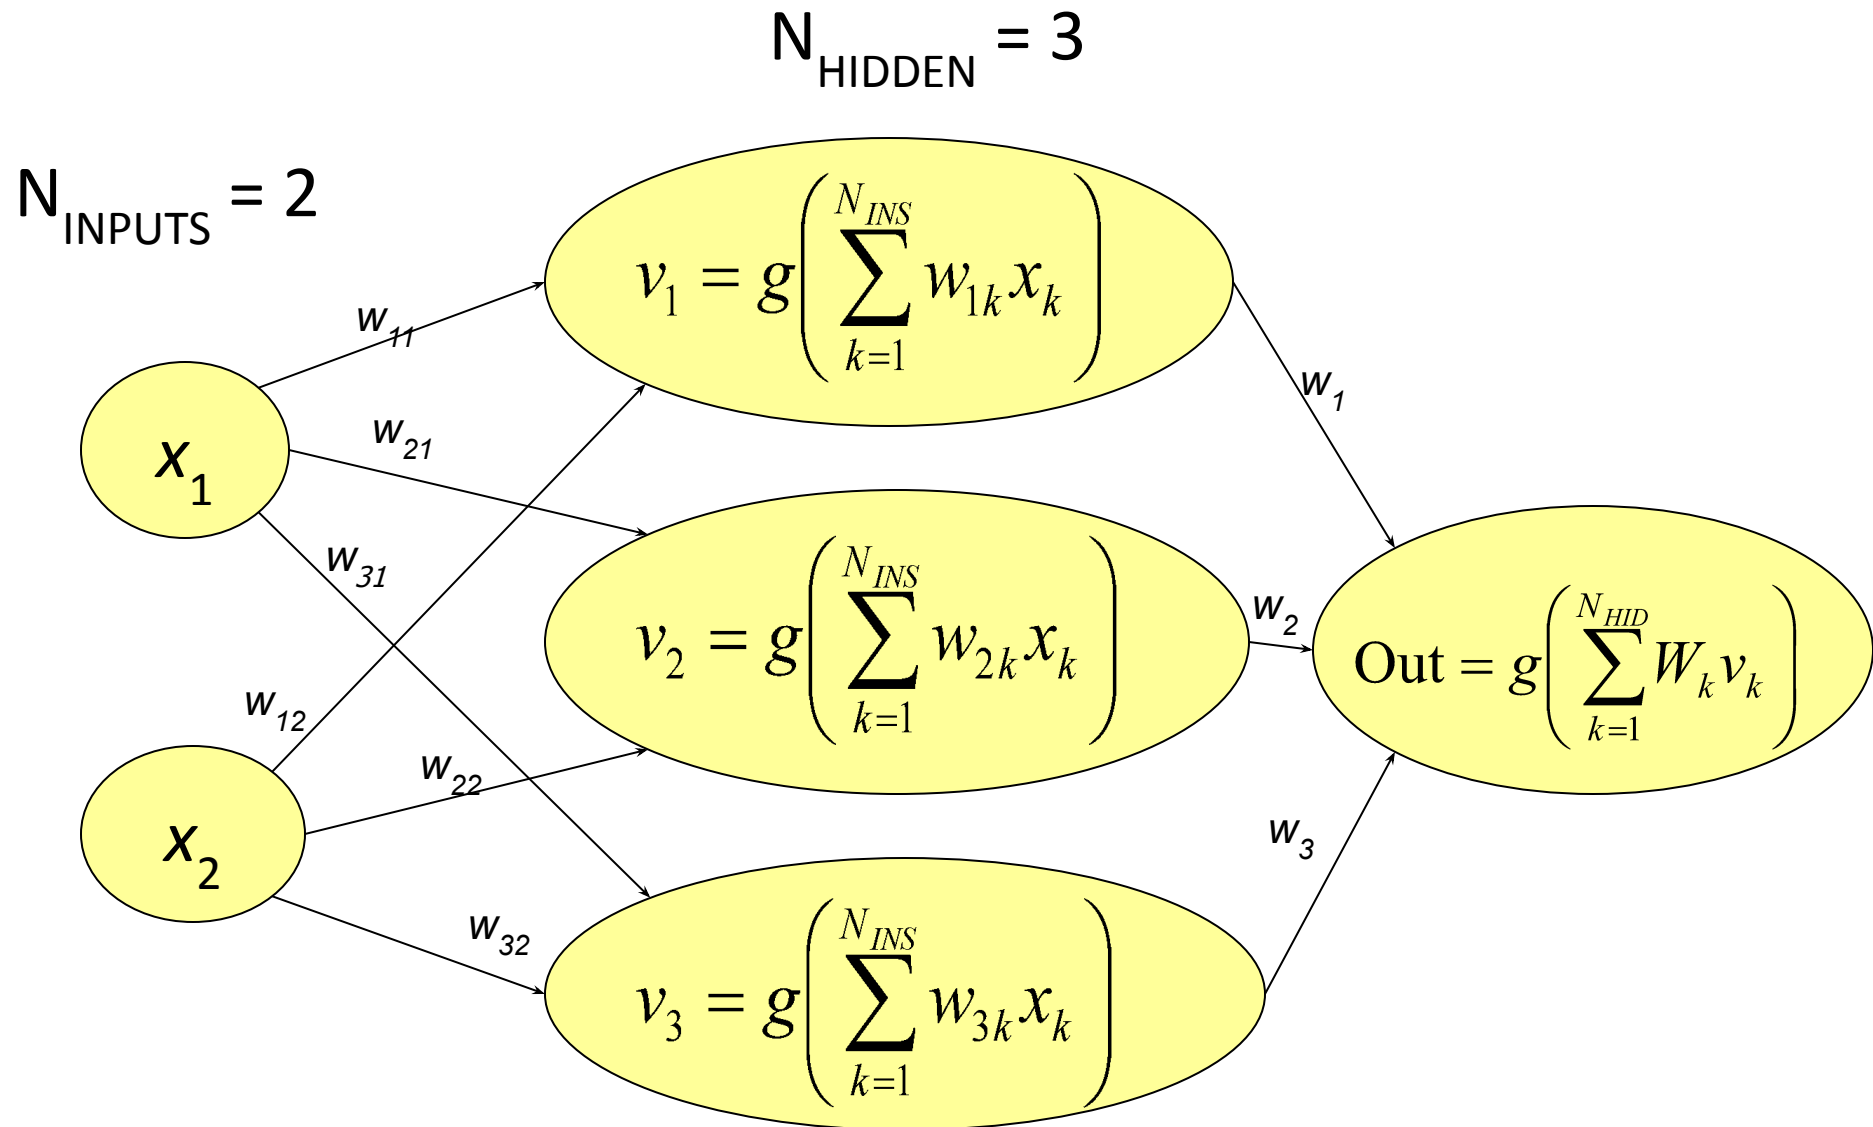 N_HIDDEN = 3
N_INPUTS = 2
v_1 = g(∑_{k=1}^{N_INS} w_{1k} x_k)
w_11
w_1
x_1
w_21
w_31
v_2 = g(∑_{k=1}^{N_INS} w_{2k} x_k)
w_2
Out = g(∑_{k=1}^{N_HID} W_k v_k)
w_12
w_22
x_2
w_3
w_32
v_3 = g(∑_{k=1}^{N_INS} w_{3k} x_k)